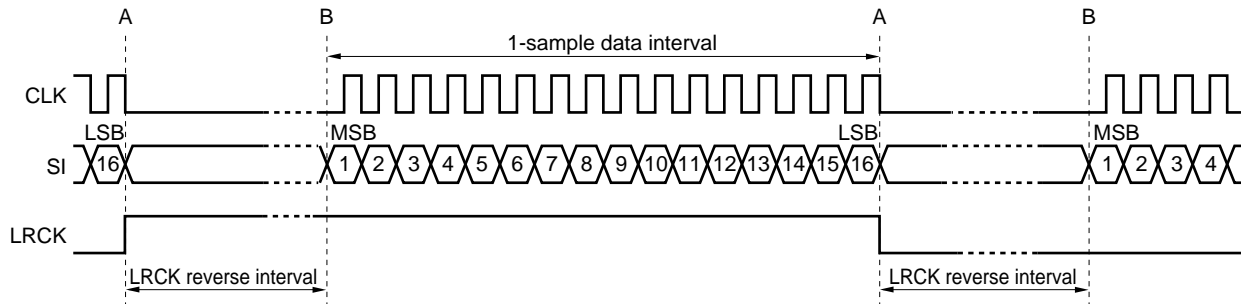 A B A B
1-sample data interval
CLK
LSB MSB LSB MSB
SI 16 1 2 3 4 5 6 7 8 9 10 11 12 13 14 15 16 1 2 3 4
LRCK
LRCK reverse interval LRCK reverse interval